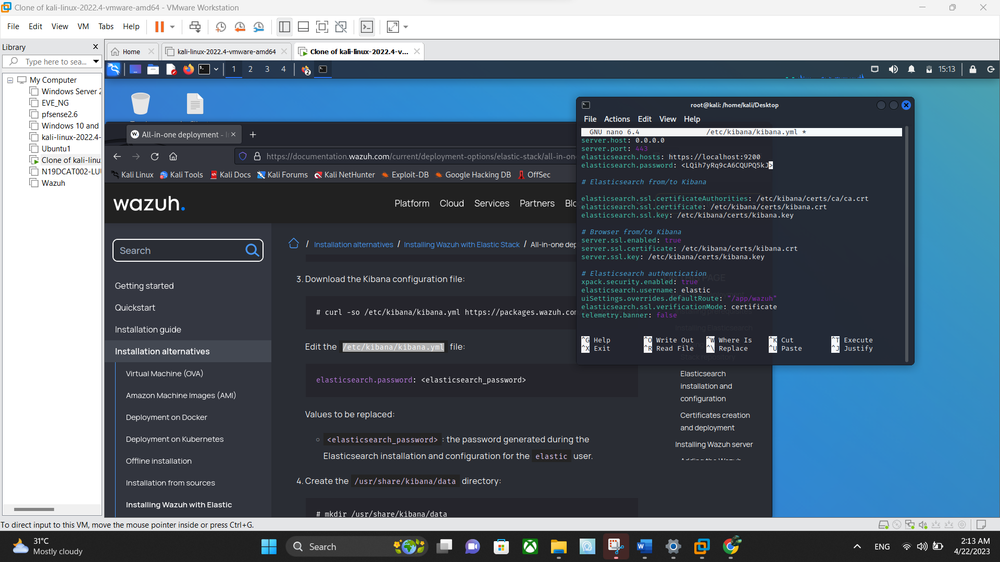 Clone of kali-linux-2022.4-vmware-amd64 - VMware Workstation
File Edit View VM Tabs Help
Library
Type here to sea...
My Computer
Windows Server 2
EVE_NG
pfsense2.6
Windows 10 and
kali-linux-2022.4-
Ubuntu1
Clone of kali-linu
N19DCAT002-LU
Wazuh
Home
kali-linux-2022.4-vmware-amd64
Clone of kali-linux-2022.4-v...
1 2 3 4
2
15:13
All-in-one deployment -
https://documentation.wazuh.com/current/deployment-options/elastic-stack/all-in-one
Kali Linux Kali Tools Kali Docs Kali Forums Kali NetHunter Exploit-DB Google Hacking DB OffSec
wazuh.
Platform Cloud Services Partners Blo
Search
Getting started
Quickstart
Installation guide
Installation alternatives
Virtual Machine (OVA)
Amazon Machine Images (AMI)
Deployment on Docker
Deployment on Kubernetes
Offline installation
Installation from sources
Installing Wazuh with Elastic
/ Installation alternatives / Installing Wazuh with Elastic Stack / All-in-one dep
3. Download the Kibana configuration file:
# curl -so /etc/kibana/kibana.yml https://packages.wazuh.com
Edit the /etc/kibana/kibana.yml file:
elasticsearch.password: <elasticsearch_password>
Values to be replaced:
<elasticsearch_password> : the password generated during the
Elasticsearch installation and configuration for the elastic user.
4. Create the /usr/share/kibana/data directory:
# mkdir /usr/share/kibana/data
root@kali: /home/kali/Desktop
File Actions Edit View Help
GNU nano 6.4 /etc/kibana/kibana.yml *
server.host: 0.0.0.0
server.port: 443
elasticsearch.hosts: https://localhost:9200
elasticsearch.password: <LQih7yRq9cA6CQUPQ5kJ>
# Elasticsearch from/to Kibana
elasticsearch.ssl.certificateAuthorities: /etc/kibana/certs/ca/ca.crt
elasticsearch.ssl.certificate: /etc/kibana/certs/kibana.crt
elasticsearch.ssl.key: /etc/kibana/certs/kibana.key
# Browser from/to Kibana
server.ssl.enabled: true
server.ssl.certificate: /etc/kibana/certs/kibana.crt
server.ssl.key: /etc/kibana/certs/kibana.key
# Elasticsearch authentication
xpack.security.enabled: true
elasticsearch.username: elastic
uiSettings.overrides.defaultRoute: "/app/wazuh"
elasticsearch.ssl.verificationMode: certificate
telemetry.banner: false
^G Help ^O Write Out ^W Where Is ^K Cut ^T Execute
^X Exit ^R Read File ^\ Replace ^U Paste ^J Justify
Elasticsearch
installation and
configuration
Certificates creation
and deployment
Installing Wazuh server
Adding the Wazuh
To direct input to this VM, move the mouse pointer inside or press Ctrl+G.
31°C
Mostly cloudy
Search
ENG
2:13 AM
4/22/2023